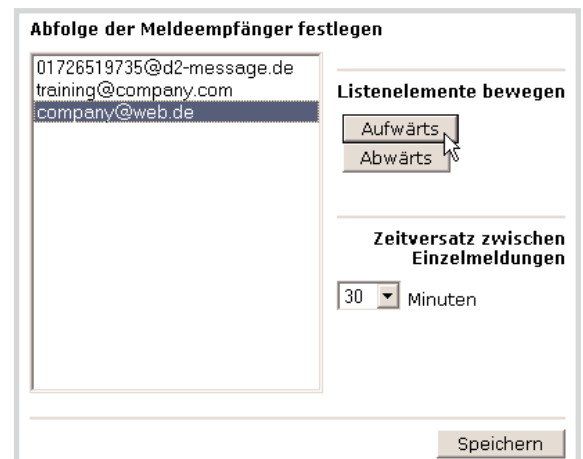 Abfolge der Meldeempfänger festlegen
01726519735@d2-message.de
training@company.com
company@web.de
Listenelemente bewegen
Aufwärts
Abwärts
Zeitversatz zwischen
Einzelmeldungen
30 Minuten
Speichern